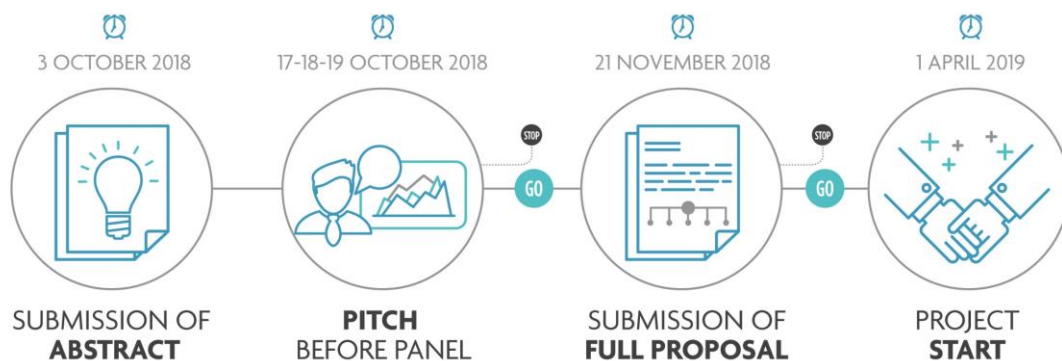 3 OCTOBER 2018
17-18-19 OCTOBER 2018
21 NOVEMBER 2018
1 APRIL 2019
STOP
GO
STOP
GO
SUBMISSION OF
ABSTRACT
PITCH
BEFORE PANEL
SUBMISSION OF
FULL PROPOSAL
PROJECT
START